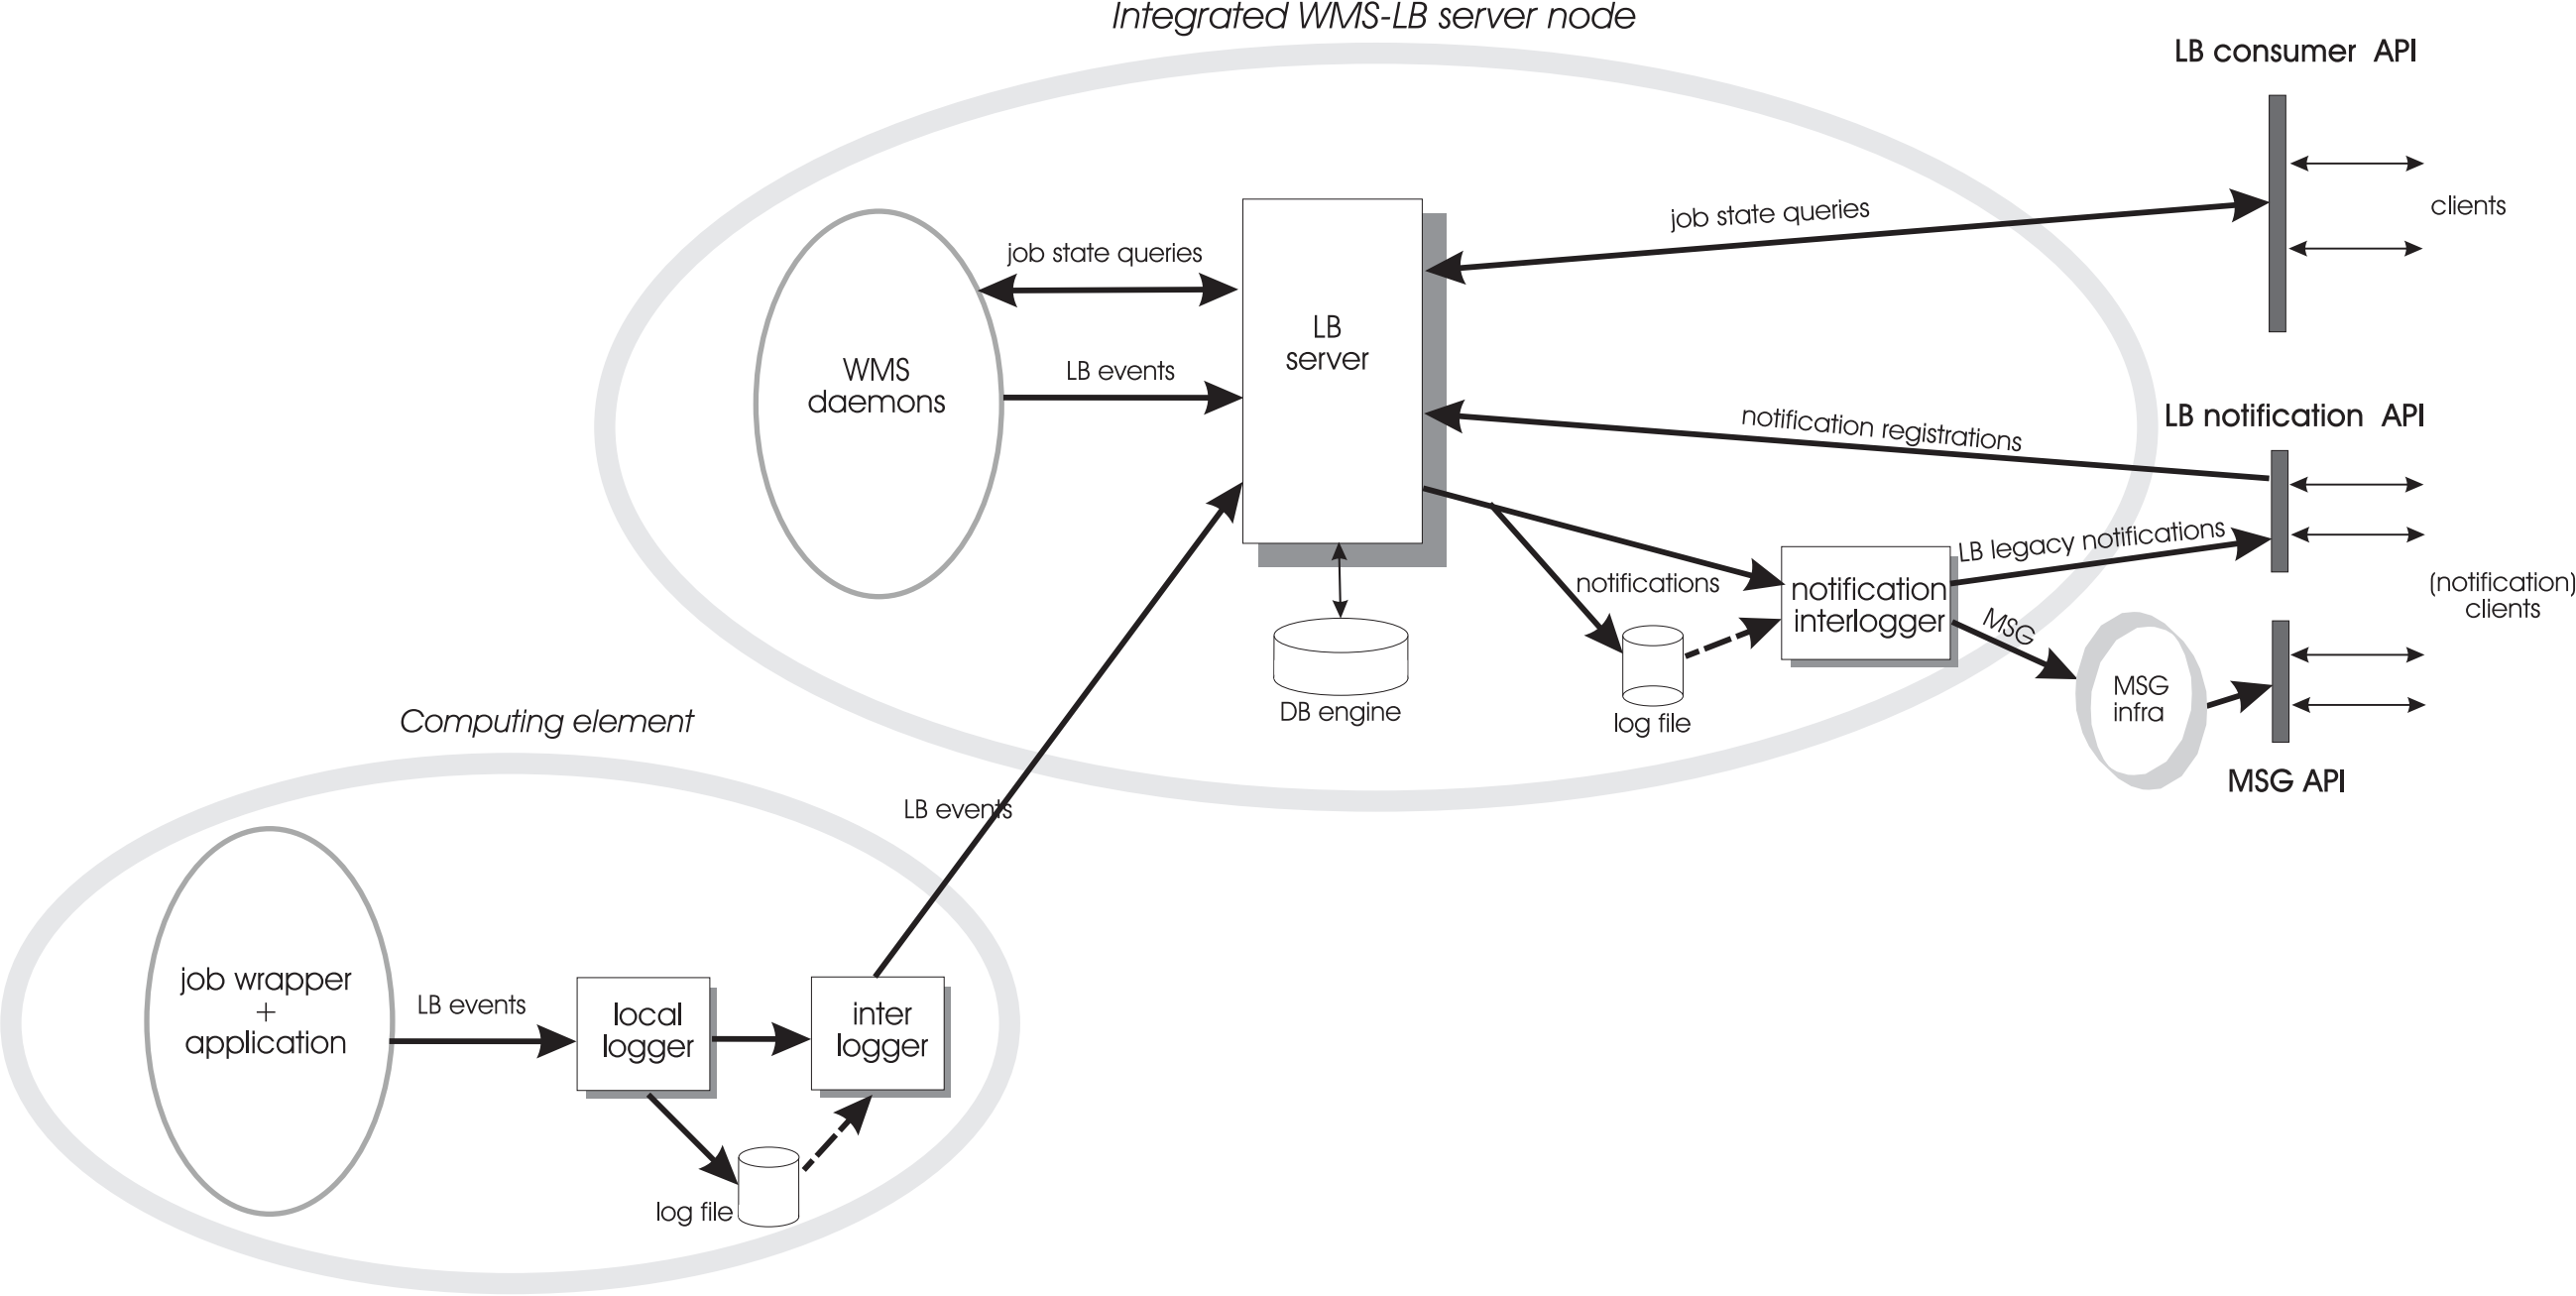 Integrated WMS-LB server node
LB consumer API
job state queries
clients
job state queries
LB
server
WMS
daemons
LB events
LB notification API
notification registrations
LB legacy notifications
notifications
notification
interlogger
(notification)
clients
MSG
MSG
infra
DB engine
log file
MSG API
Computing element
LB events
job wrapper
+
application
LB events
local
logger
inter
logger
log file